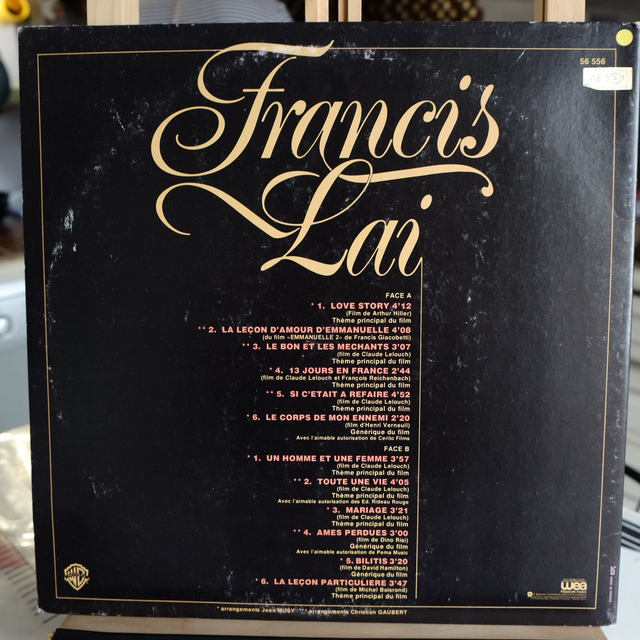 Francis
Lai
56 556
FACE A
* 1. LOVE STORY 4'12
(Film de Arthur Hiller)
Thème principal du film
** 2. LA LEÇON D'AMOUR D'EMMANUELLE 4'08
(du film «EMMANUELLE 2» de Francis Giacobetti)
** 3. LE BON ET LES MECHANTS 3'07
(film de Claude Lelouch)
Thème principal du film
* 4. 13 JOURS EN FRANCE 2'44
(film de Claude Lelouch et François Reichenbach)
Thème principal du film
** 5. SI C'ETAIT A REFAIRE 4'52
(film de Claude Lelouch)
Thème principal du film
* 6. LE CORPS DE MON ENNEMI 2'20
(film d'Henri Verneuil)
Générique du film
Avec l'aimable autorisation de Cerito Films
FACE B
* 1. UN HOMME ET UNE FEMME 3'57
(film de Claude Lelouch)
Thème principal du film
** 2. TOUTE UNE VIE 4'05
(film de Claude Lelouch)
Thème principal du film
Avec l'aimable autorisation des Ed. Rideau Rouge
* 3. MARIAGE 3'21
(film de Claude Lelouch)
Thème principal du film
** 4. AMES PERDUES 3'00
(film de Dino Risi)
Générique du film
Avec l'aimable autorisation de Pema Music
* 5. BILITIS 3'20
(film de David Hamilton)
Générique du film
* 6. LA LEÇON PARTICULIERE 3'47
(film de Michel Boisrond)
Thème principal du film
* arrangements Jean MUSY ** arrangements Christian GAUBERT
wea